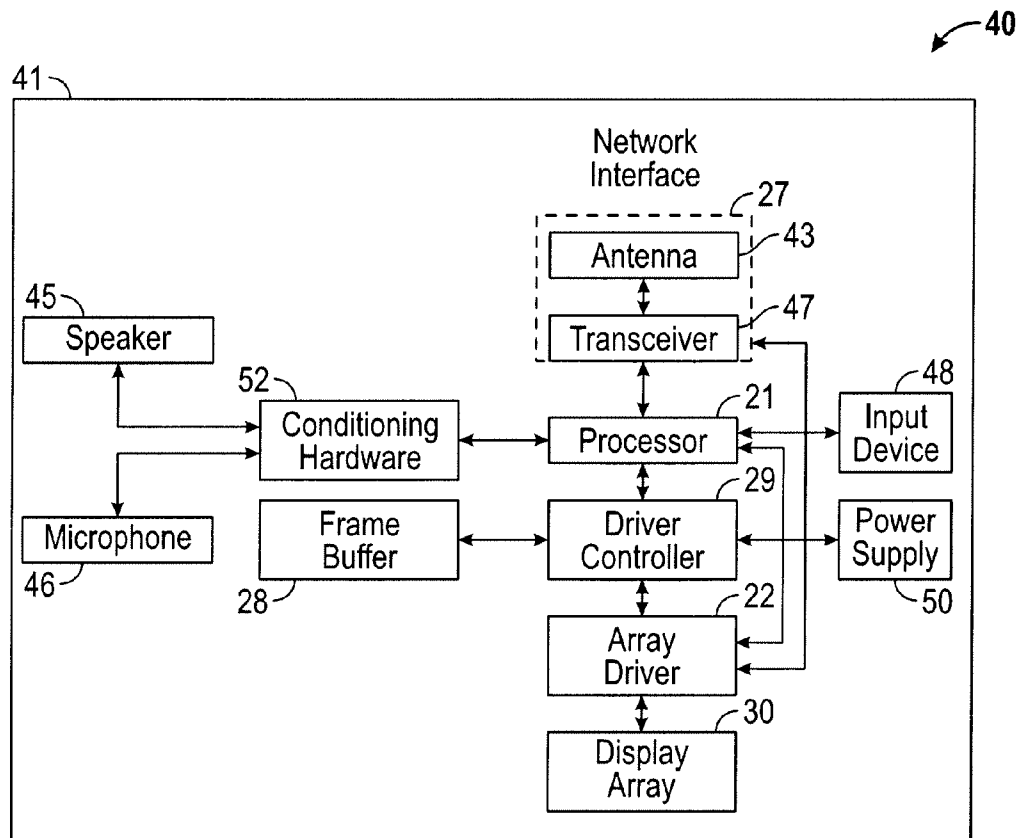 40
41
Network
Interface
27
Antenna
43
45
Speaker
Transceiver
47
52
Conditioning
Hardware
21
Processor
48
Input
Device
29
Microphone
46
Frame
Buffer
28
Driver
Controller
Power
Supply
50
22
Array
Driver
30
Display
Array